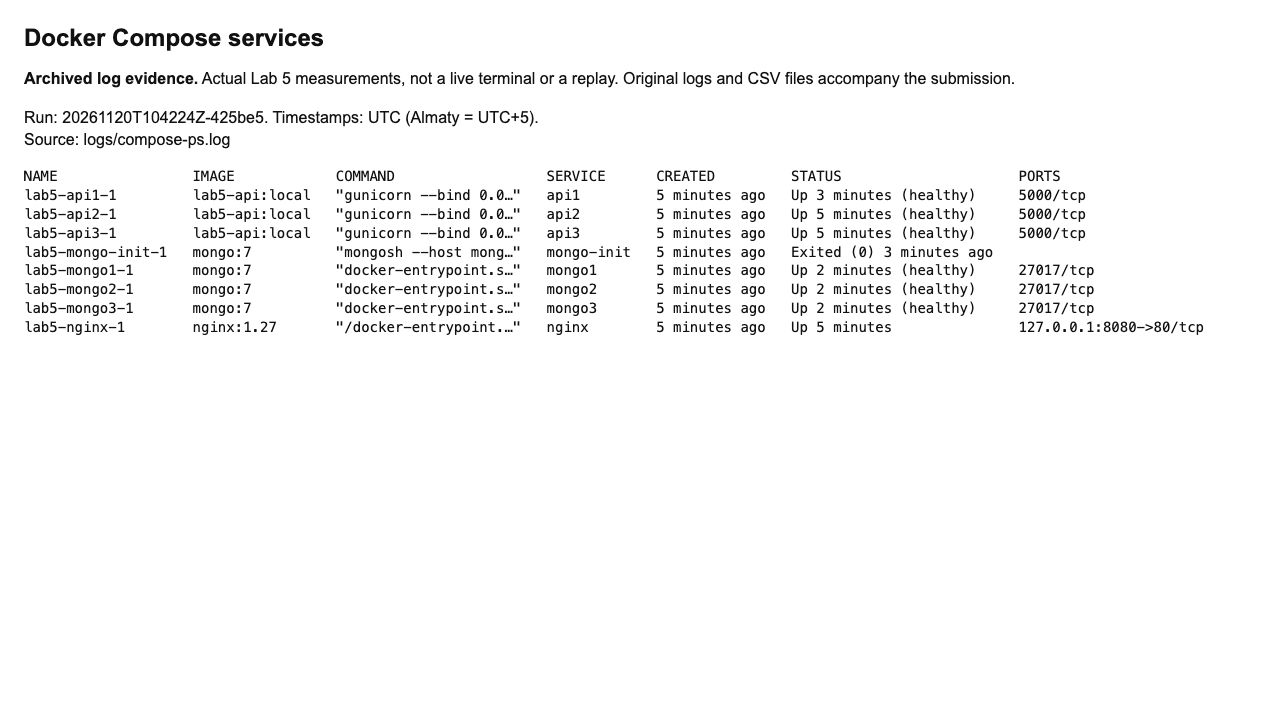 Docker Compose services
Archived log evidence. Actual Lab 5 measurements, not a live terminal or a replay. Original logs and CSV files accompany the submission.
Run: 20261120T104224Z-425be5. Timestamps: UTC (Almaty = UTC+5).
Source: logs/compose-ps.log
NAME IMAGE COMMAND SERVICE CREATED STATUS PORTS
lab5-api1-1 lab5-api:local "gunicorn --bind 0.0…" api1 5 minutes ago Up 3 minutes (healthy) 5000/tcp
lab5-api2-1 lab5-api:local "gunicorn --bind 0.0…" api2 5 minutes ago Up 5 minutes (healthy) 5000/tcp
lab5-api3-1 lab5-api:local "gunicorn --bind 0.0…" api3 5 minutes ago Up 5 minutes (healthy) 5000/tcp
lab5-mongo-init-1 mongo:7 "mongosh --host mong…" mongo-init 5 minutes ago Exited (0) 3 minutes ago
lab5-mongo1-1 mongo:7 "docker-entrypoint.s…" mongo1 5 minutes ago Up 2 minutes (healthy) 27017/tcp
lab5-mongo2-1 mongo:7 "docker-entrypoint.s…" mongo2 5 minutes ago Up 2 minutes (healthy) 27017/tcp
lab5-mongo3-1 mongo:7 "docker-entrypoint.s…" mongo3 5 minutes ago Up 2 minutes (healthy) 27017/tcp
lab5-nginx-1 nginx:1.27 "/docker-entrypoint.…" nginx 5 minutes ago Up 5 minutes 127.0.0.1:8080->80/tcp